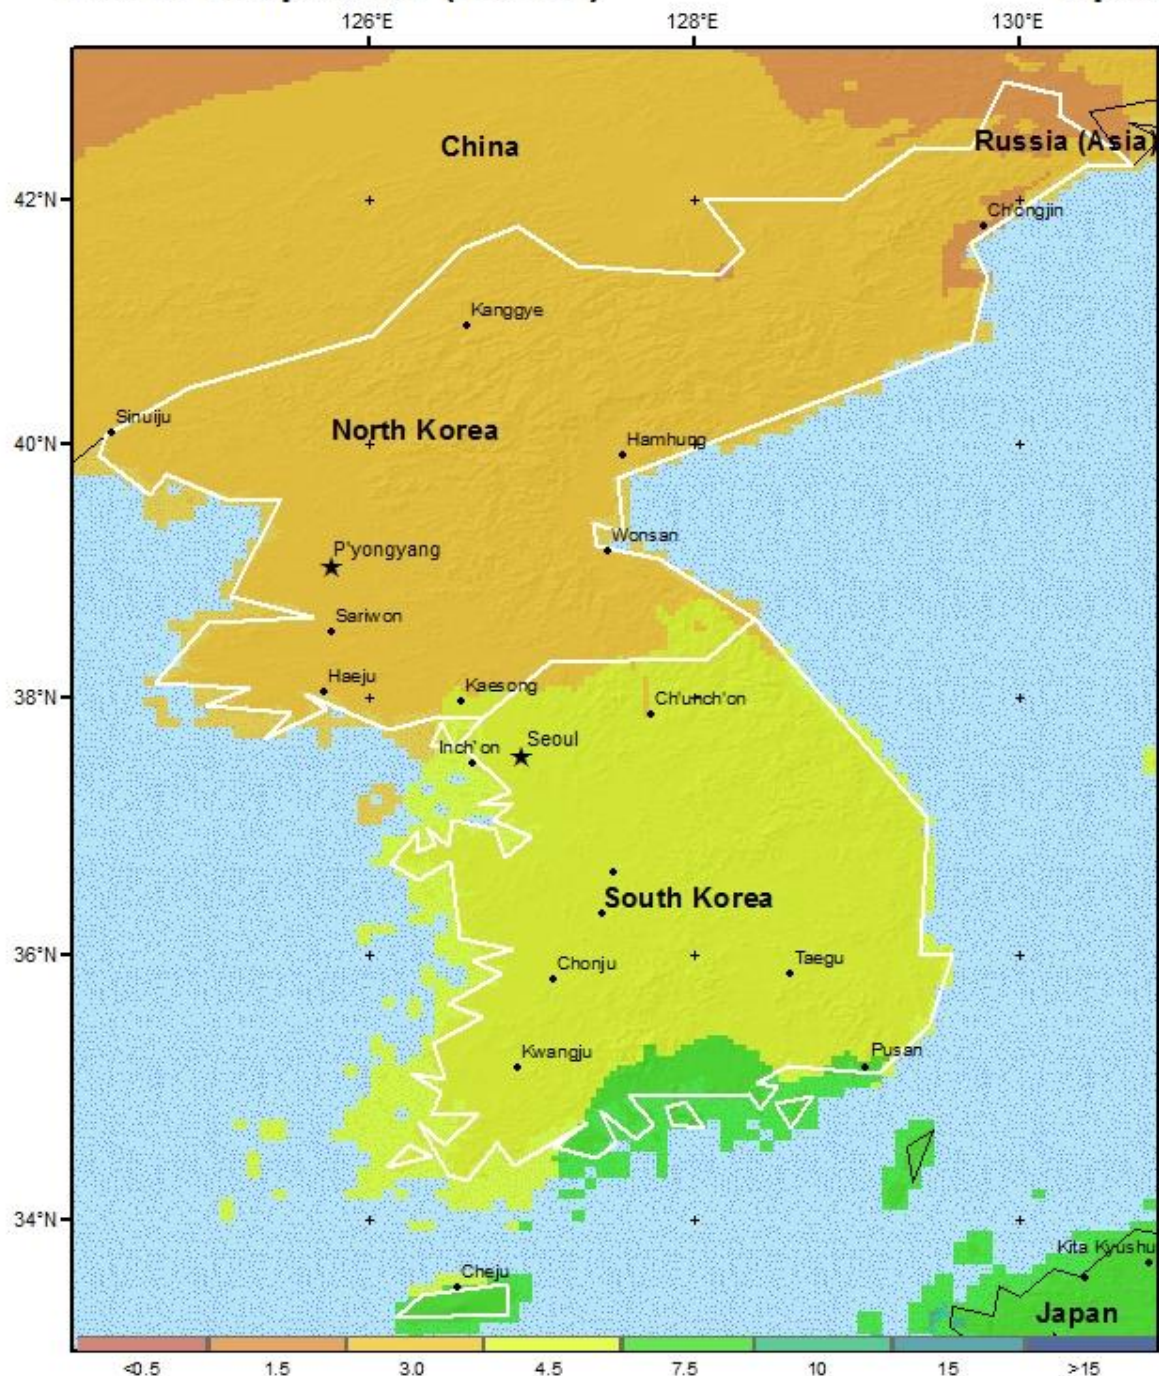 126°E 128°E 130°E
China
Russia (Asia)
42°N
Ch'ongjin
Kanggye
Sinuiju
North Korea
Hamhung
40°N
Wonsan
P'yongyang
Sariwon
Haeju
Kaesong
38°N
Ch'unch'on
Inch'on
Seoul
South Korea
36°N
Chonju
Taegu
Kwangju
Pusan
34°N
Kita Kyushu
Cheju
Japan
<0.5 1.5 3.0 4.5 7.5 10 15 >15